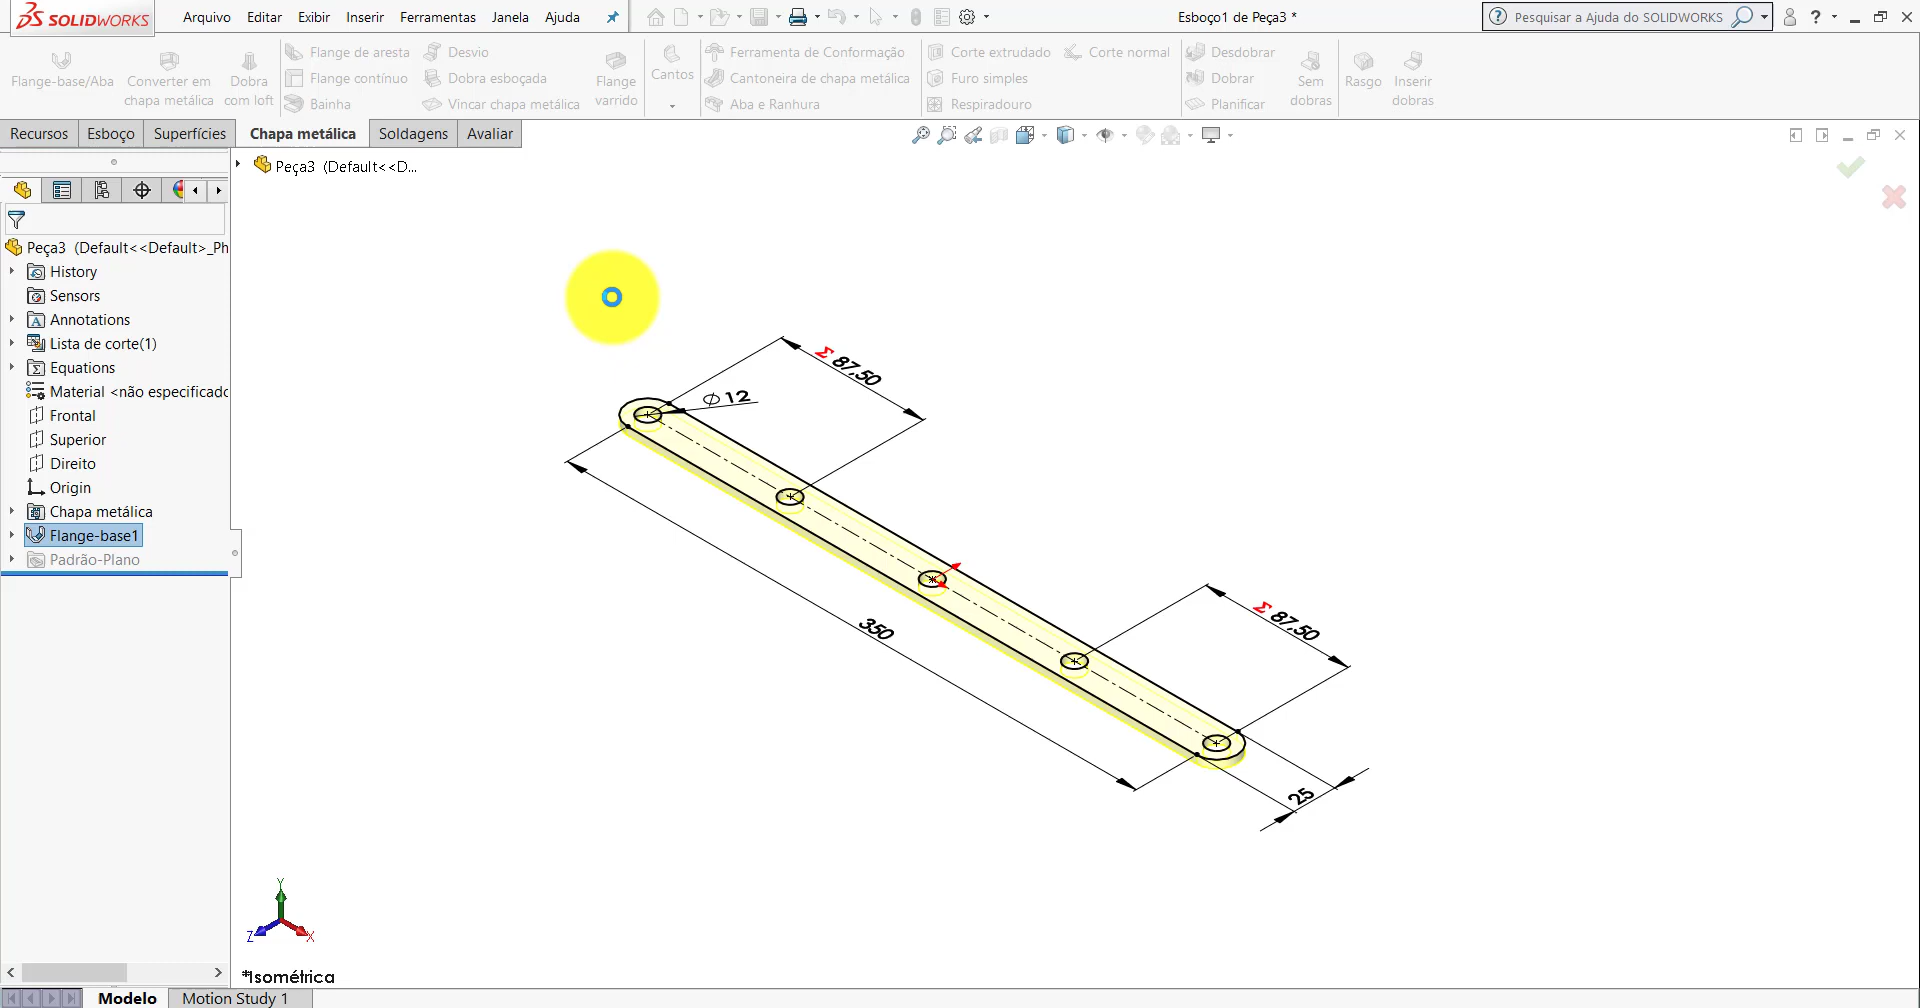 SOLIDWORKS
Arquivo Editar Exibir Inserir Ferramentas Janela Ajuda
Esboço1 de Peça3 *
Pesquisar a Ajuda do SOLIDWORKS
?
Flange-base/Aba
Converter em
chapa metálica
Dobra
com loft
Flange de aresta
Flange contínuo
Bainha
Desvio
Dobra esboçada
Vincar chapa metálica
Flange
varrido
Cantos
Ferramenta de Conformação
Cantoneira de chapa metálica
Aba e Ranhura
Corte extrudado
Furo simples
Respiradouro
Corte normal
Desdobrar
Dobrar
Planificar
Sem
dobras
Rasgo
Inserir
dobras
Recursos Esboço Superfícies Chapa metálica Soldagens Avaliar
Peça3 (Default<<D...
Peça3 (Default<<Default>_Ph
History
Sensors
Annotations
Lista de corte(1)
Equations
Material <não especificado
Frontal
Superior
Direito
Origin
Chapa metálica
Flange-base1
Padrão-Plano
Σ 87,50
∅ 12
350
Σ 87,50
25
Y
Z
X
*Isométrica
Modelo Motion Study 1